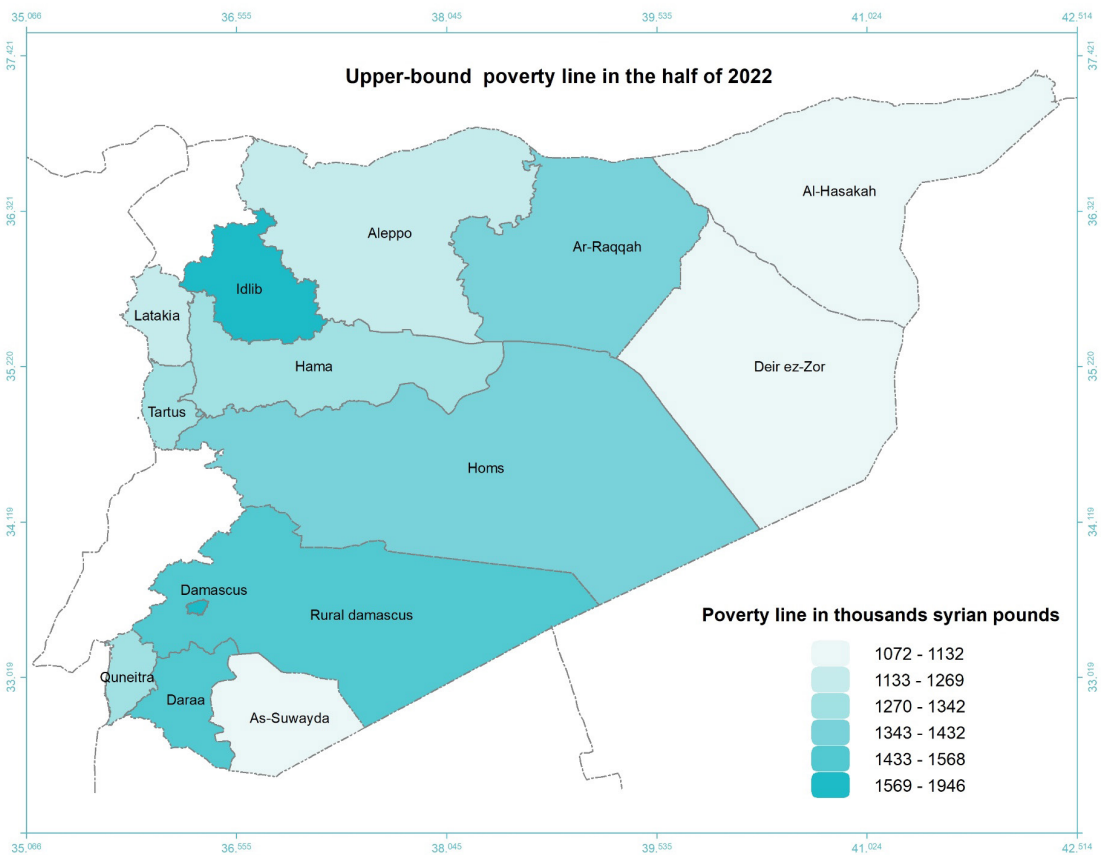 35.066 36.555 38.045 39.535 41.024 42.514
37.421 37.421
Upper-bound poverty line in the half of 2022
Al-Hasakah
36.321 36.321
Aleppo
Ar-Raqqah
Idlib
Latakia
35.220 35.220
Hama
Deir ez-Zor
Tartus
Homs
34.119 34.119
Damascus
Rural damascus
Poverty line in thousands syrian pounds
1072 - 1132
33.019 33.019
Quneitra
1133 - 1269
Daraa
1270 - 1342
As-Suwayda
1343 - 1432
1433 - 1568
1569 - 1946
35.066 36.555 38.045 39.535 41.024 42.514